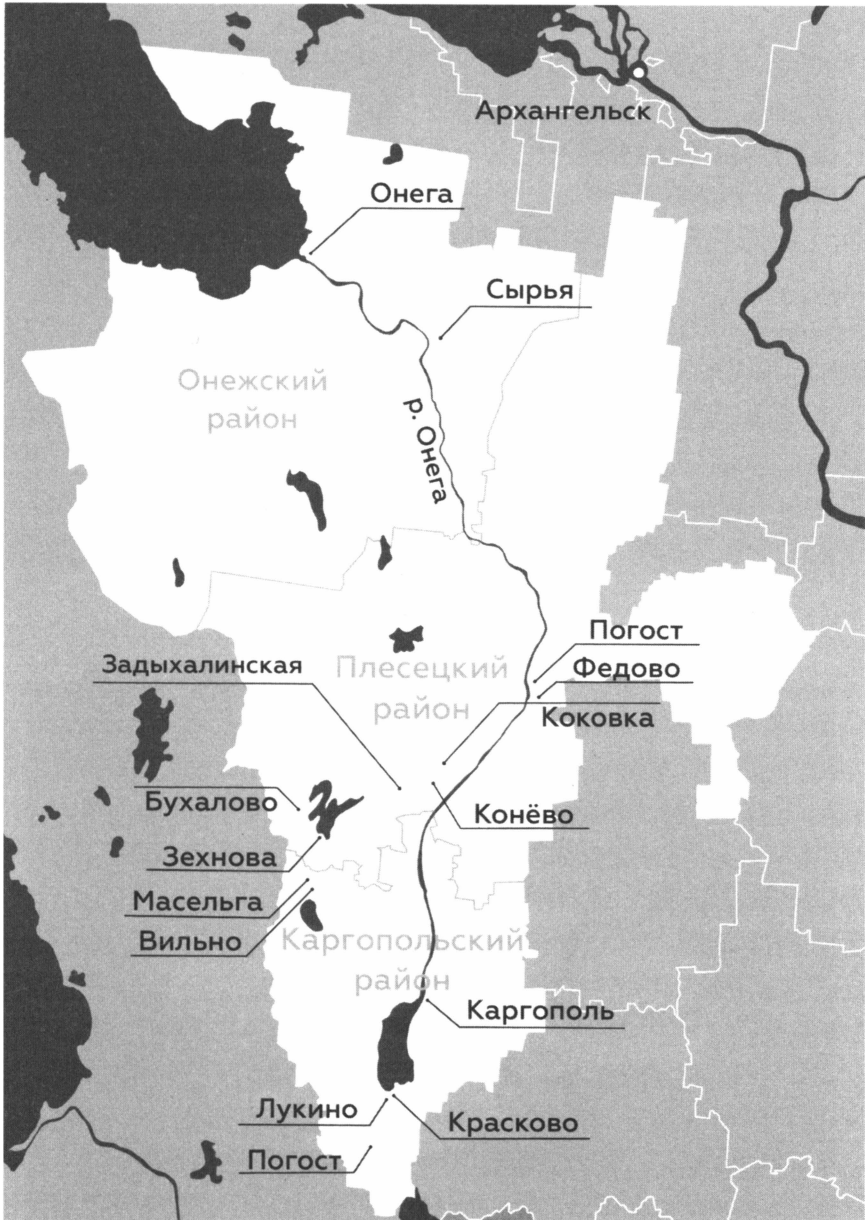 Архангельск
Онега
Сырья
Онежский
район
р. Онега
Погост
Задыхалинская
Плесецкий
район
Федово
Коковка
Бухалово
Конёво
Зехнова
Масельга
Вильно
Каргопольский
район
Каргополь
Лукино
Красково
Погост